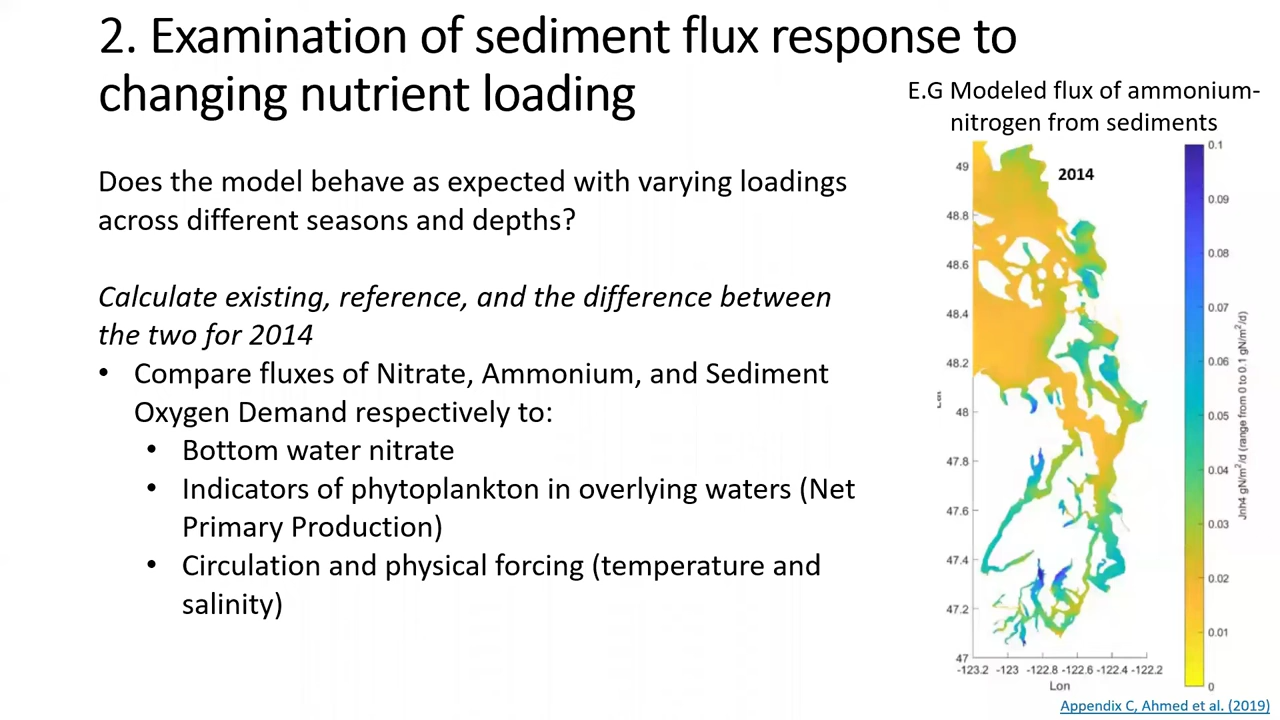 2. Examination of sediment flux response to
changing nutrient loading
E.G Modeled flux of ammonium-
nitrogen from sediments
Does the model behave as expected with varying loadings
across different seasons and depths?
Calculate existing, reference, and the difference between
the two for 2014
• Compare fluxes of Nitrate, Ammonium, and Sediment
Oxygen Demand respectively to:
• Bottom water nitrate
• Indicators of phytoplankton in overlying waters (Net
Primary Production)
• Circulation and physical forcing (temperature and
salinity)
2014
49
48.8
48.6
48.4
48.2
48
47.8
47.6
47.4
47.2
47
-123.2 -123 -122.8 -122.6 -122.4 -122.2
Lon
0.1
0.09
0.08
0.07
0.06
0.05
0.04
0.03
0.02
0.01
0
Jnh4 gN/m²/d (range from 0 to 0.1 gN/m²/d)
Appendix C, Ahmed et al. (2019)